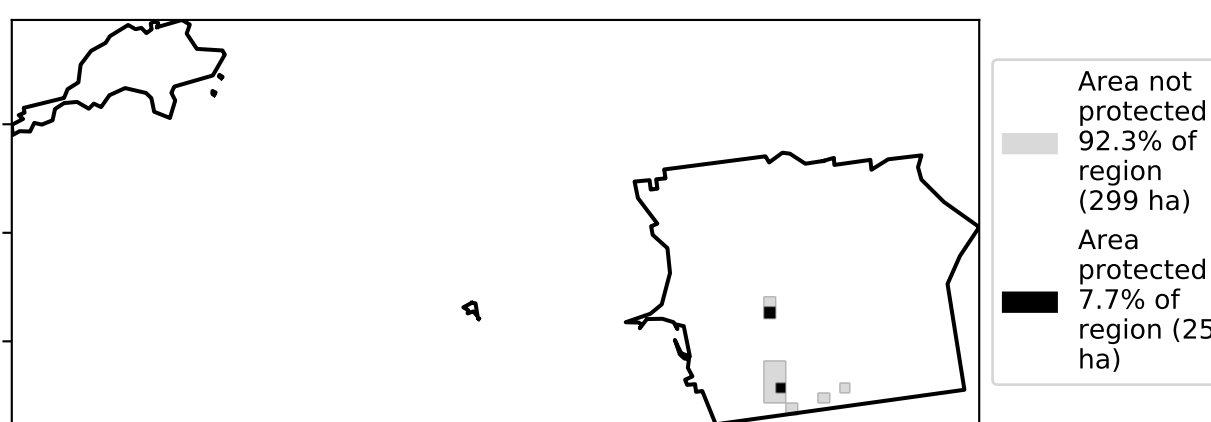 Area not
protected
92.3% of
region
(299 ha)
Area
protected
7.7% of
region (25
ha)